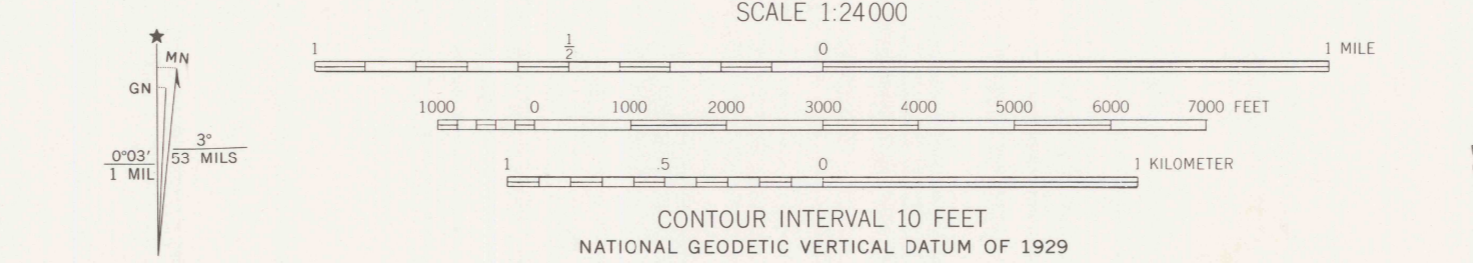 SCALE 1:24 000
1 1/2 0 1 MILE
1000 0 1000 2000 3000 4000 5000 6000 7000 FEET
1 .5 0 1 KILOMETER
CONTOUR INTERVAL 10 FEET
NATIONAL GEODETIC VERTICAL DATUM OF 1929
★
MN
GN
3°
53 MILS
0°03′
1 MIL